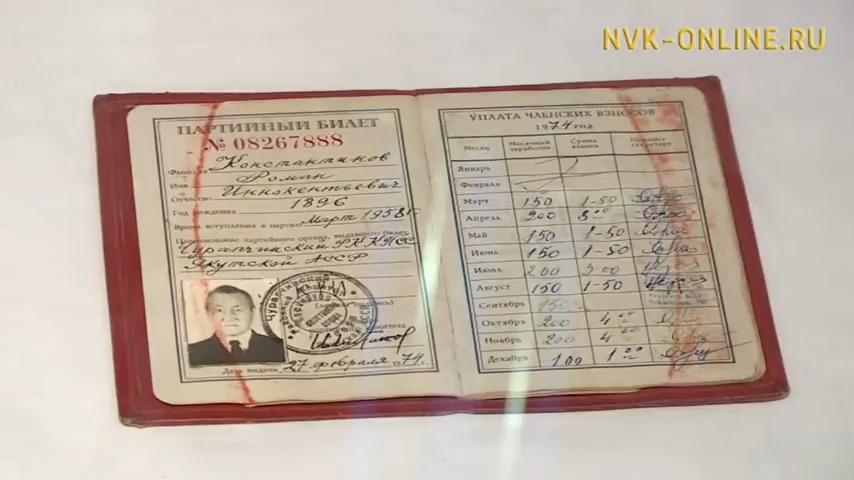 NVK-ONLINE.RU
ПАРТИЙНЫЙ БИЛЕТ
№ 08267888
Фамилия Константинов
Имя Роман
Отчество Иннокентьевич
Год рождения 1896
Время вступления в партию Март 1958 г
Наименование партийного органа, выдавшего билет
Чурапчинский РК КПСС
Якутской АССР
Дата выдачи 27 февраля 1974 г.
УПЛАТА ЧЛЕНСКИХ ВЗНОСОВ
1974 год
Месяц Месячный заработок Сумма взноса Подпись секретаря
Январь
Февраль
Март 150 1-50
Апрель 200 3 00
Май 150 1-50
Июнь 150 1-50
Июль 200 3 00
Август 150 1-50
Сентябрь 150
Октябрь 200 4
Ноябрь 200 4
Декабрь 100 1 00